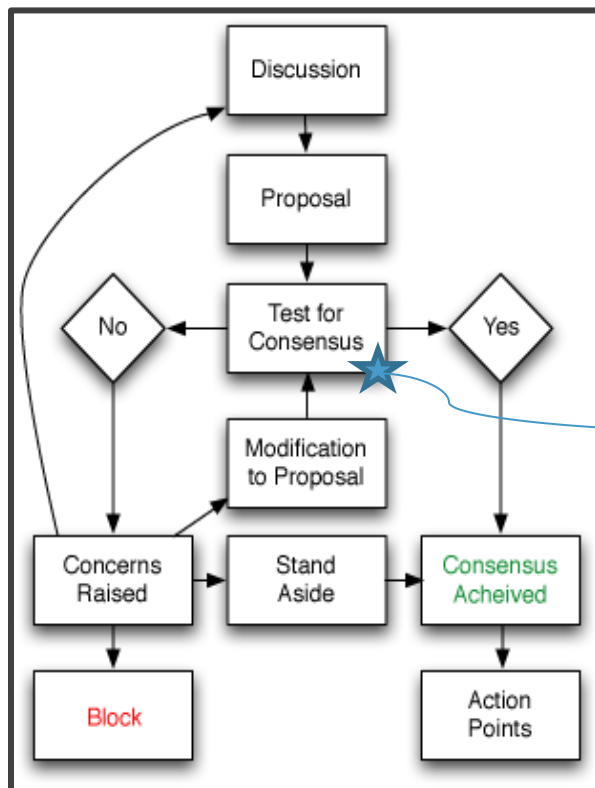 Discussion
Proposal
Test for
Consensus
No
Yes
Modification
to Proposal
Concerns
Raised
Stand
Aside
Consensus
Acheived
Block
Action
Points